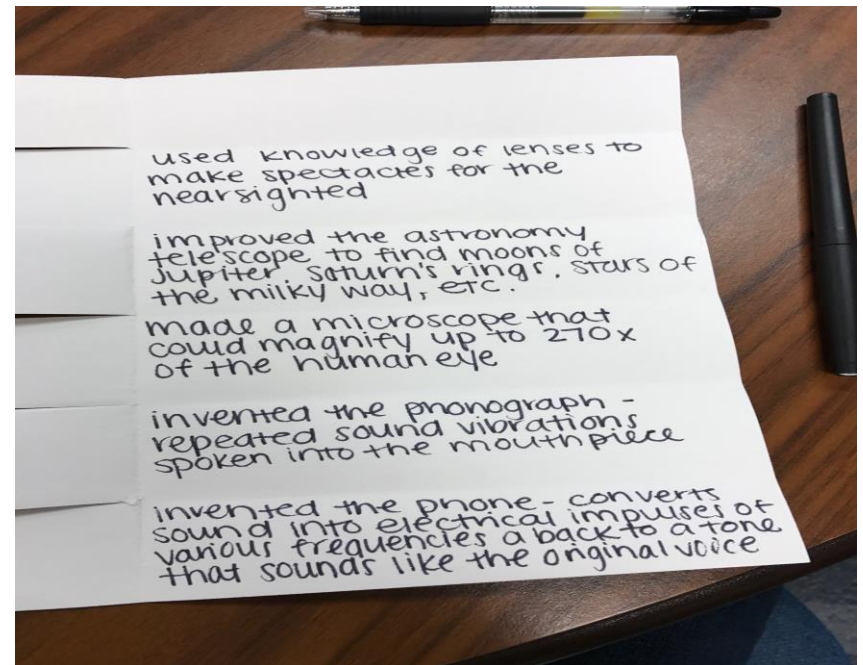 used knowledge of lenses to
make spectacles for the
nearsighted
improved the astronomy
telescope to find moons of
jupiter, saturn's rings, stars of
the milky way, etc.
made a microscope that
could magnify up to 270x
of the human eye
invented the phonograph -
repeated sound vibrations
spoken into the mouthpiece
invented the phone - converts
sound into electrical impulses of
various frequencies a back to a tone
that sounds like the original voice